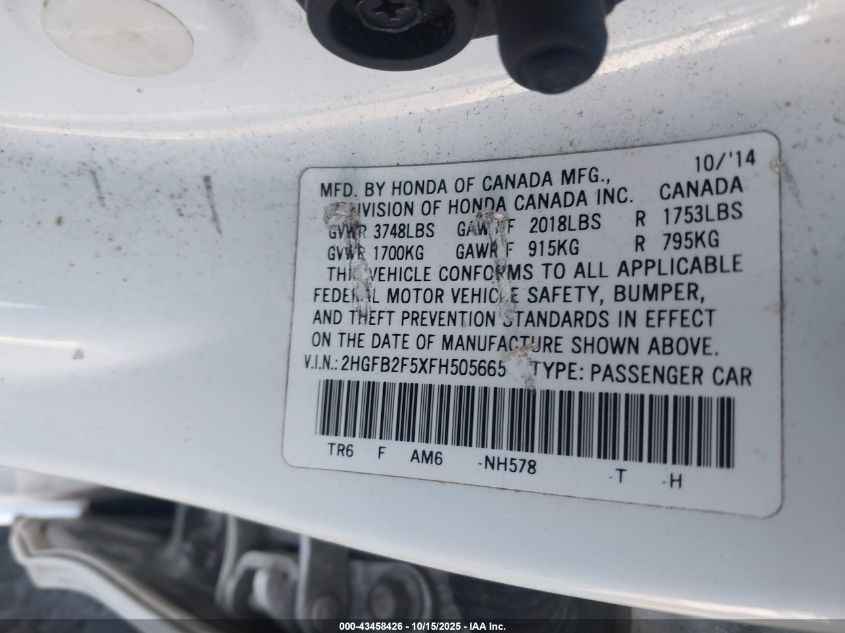 10/'14
MFD. BY HONDA OF CANADA MFG.,
DIVISION OF HONDA CANADA INC. CANADA
GVWR 3748LBS GAWR F 2018LBS R 1753LBS
GVWR 1700KG GAWR F 915KG R 795KG
THIS VEHICLE CONFORMS TO ALL APPLICABLE
FEDERAL MOTOR VEHICLE SAFETY, BUMPER,
AND THEFT PREVENTION STANDARDS IN EFFECT
ON THE DATE OF MANUFACTURE SHOWN ABOVE.
V.I.N.: 2HGFB2F5XFH505665 TYPE: PASSENGER CAR
TR6 F AM6 -NH578 -T -H
000-43458426 - 10/15/2025 - IAA Inc.